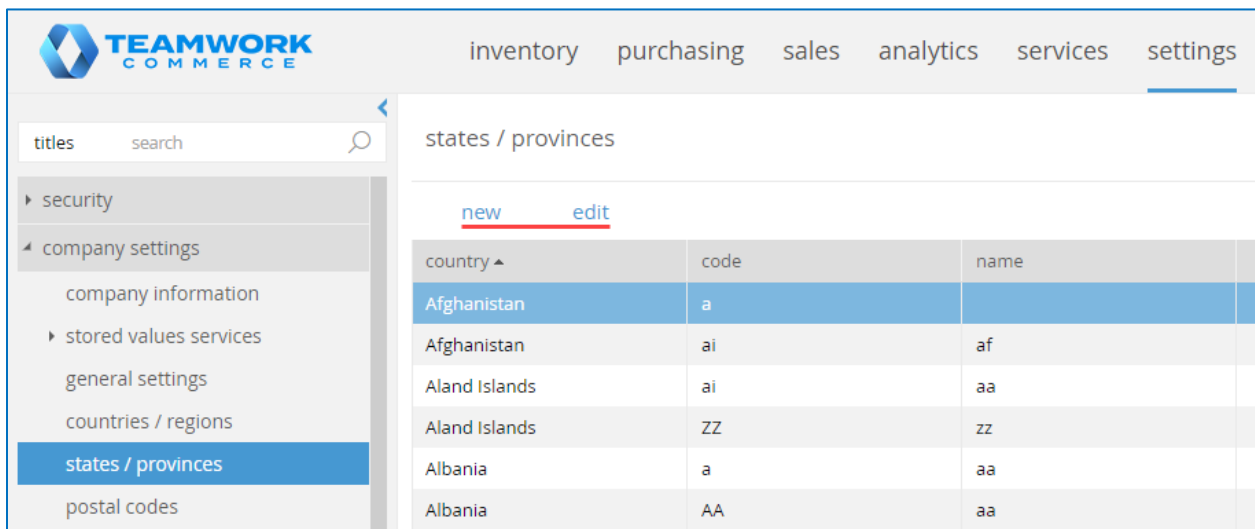 TEAMWORK
COMMERCE
inventory purchasing sales analytics services settings
titles search
security
company settings
company information
stored values services
general settings
countries / regions
states / provinces
postal codes
states / provinces
new edit
country code name
Afghanistan a
Afghanistan ai af
Aland Islands ai aa
Aland Islands ZZ zz
Albania a aa
Albania AA aa